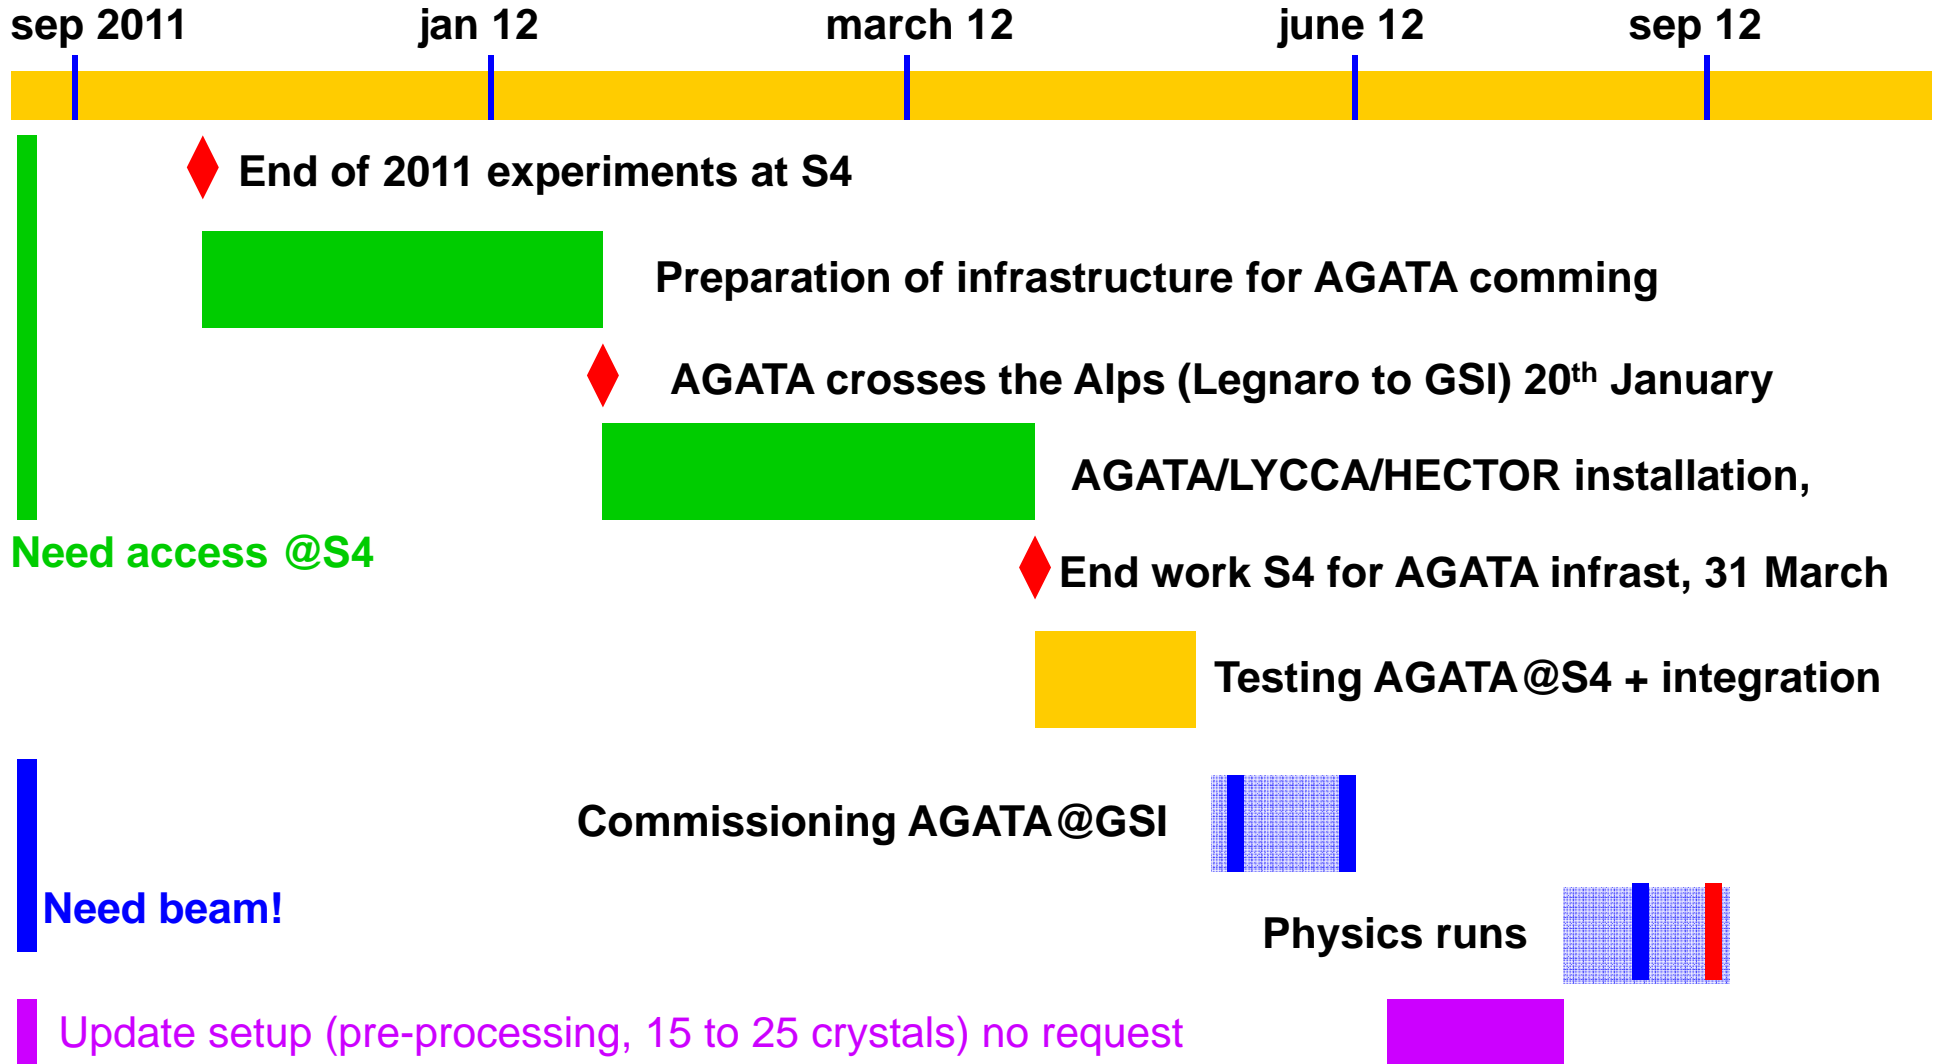 sep 2011 jan 12 march 12 june 12 sep 12
End of 2011 experiments at S4
Preparation of infrastructure for AGATA comming
AGATA crosses the Alps (Legnaro to GSI) 20th January
AGATA/LYCCA/HECTOR installation,
Need access @S4
End work S4 for AGATA infrast, 31 March
Testing AGATA@S4 + integration
Commissioning AGATA@GSI
Need beam!
Physics runs
Update setup (pre-processing, 15 to 25 crystals) no request